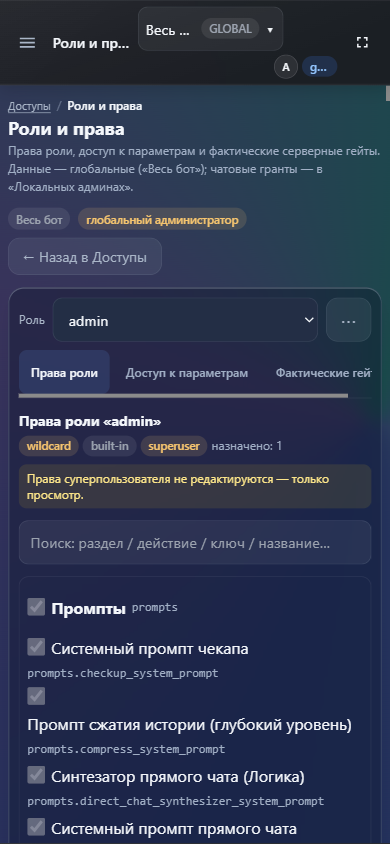 Роли и пр...
Весь ...
GLOBAL
A
g...
Доступы / Роли и права
Роли и права
Права роли, доступ к параметрам и фактические серверные гейты.
Данные — глобальные («Весь бот»); чатовые гранты — в
«Локальных админах».
Весь бот
глобальный администратор
← Назад в Доступы
Роль
admin
...
Права роли
Доступ к параметрам
Фактические гей
Права роли «admin»
wildcard built-in superuser назначено: 1
Права суперпользователя не редактируются — только
просмотр.
Поиск: раздел / действие / ключ / название...
Промпты prompts
Системный промпт чекапа
prompts.checkup_system_prompt
Промпт сжатия истории (глубокий уровень)
prompts.compress_system_prompt
Синтезатор прямого чата (Логика)
prompts.direct_chat_synthesizer_system_prompt
Системный промпт прямого чата